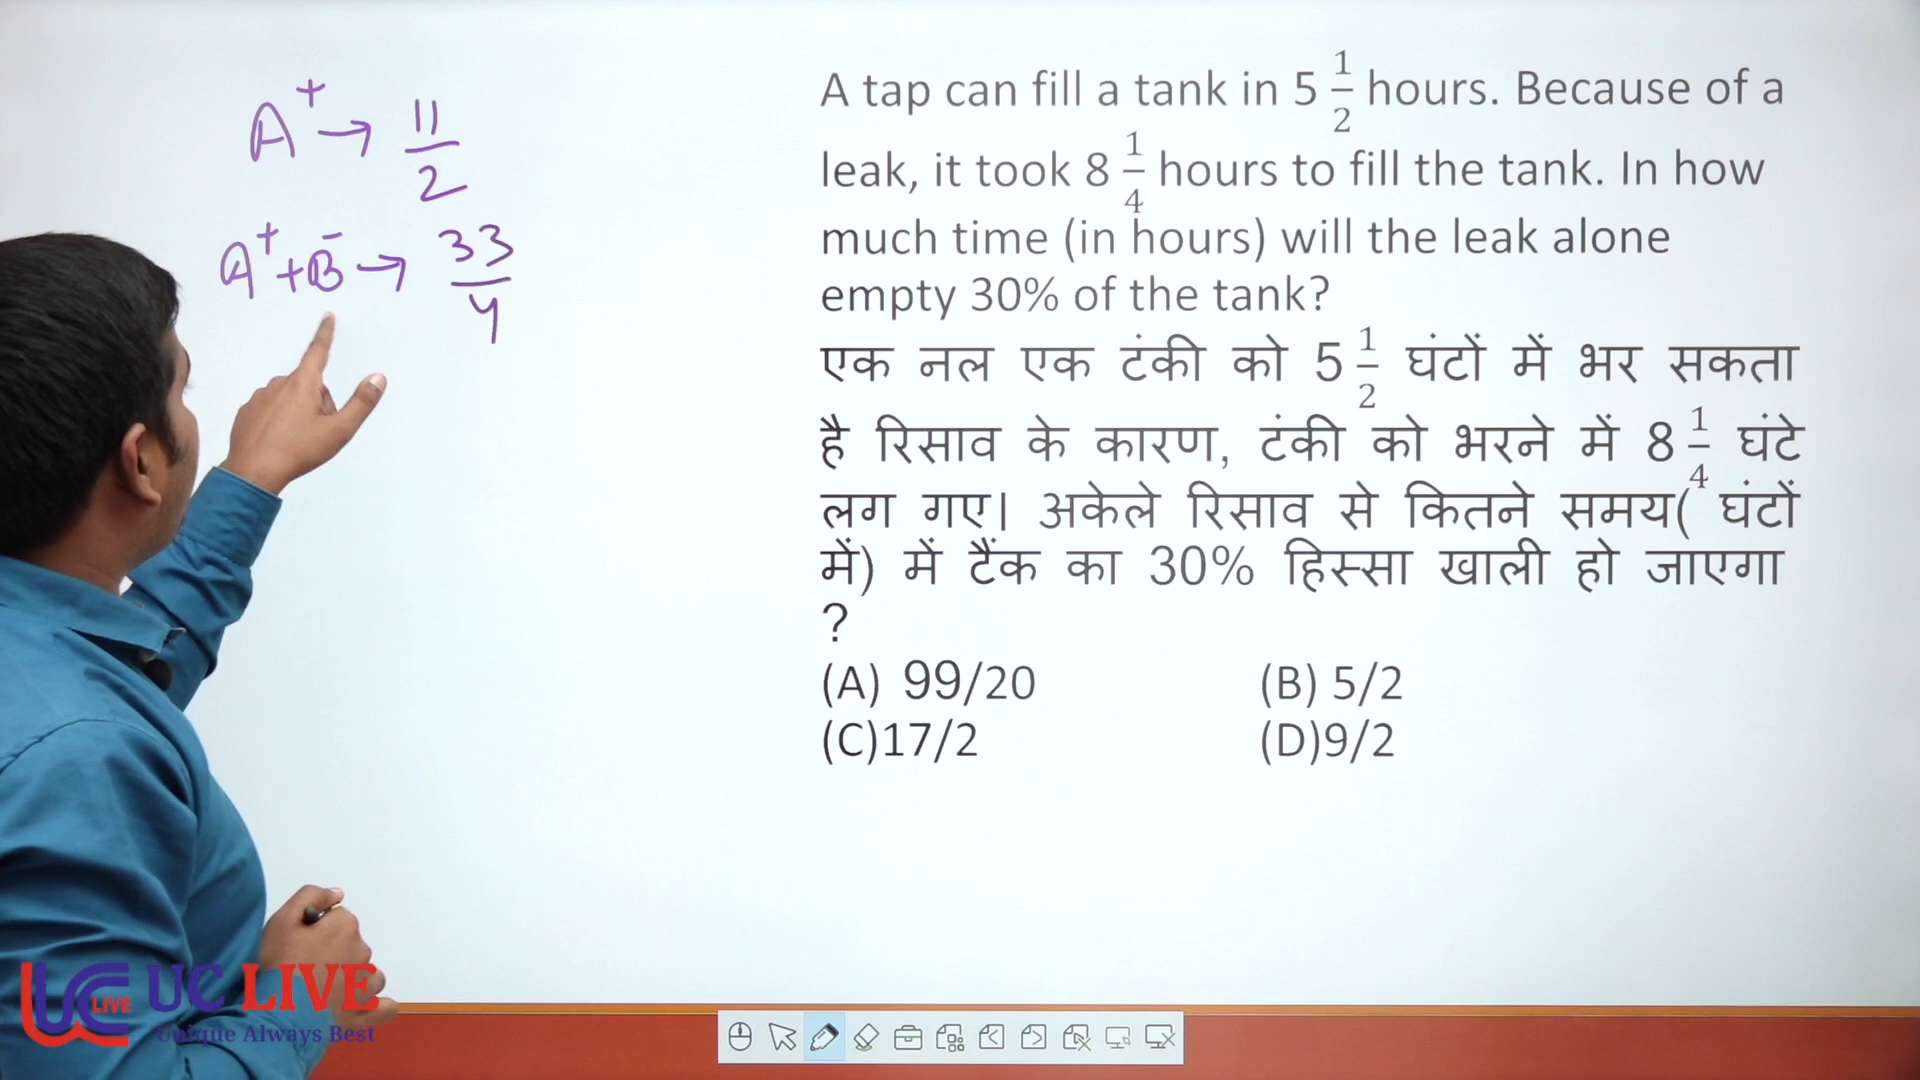 A⁺ → 11/2
A⁺ + B⁻ → 33/4
A tap can fill a tank in 5 1/2 hours. Because of a
leak, it took 8 1/4 hours to fill the tank. In how
much time (in hours) will the leak alone
empty 30% of the tank?
एक नल एक टंकी को 5 1/2 घंटों में भर सकता
है रिसाव के कारण, टंकी को भरने में 8 1/4 घंटे
लग गए। अकेले रिसाव से कितने समय( घंटों
में) में टैंक का 30% हिस्सा खाली हो जाएगा
?
(A) 99/20 (B) 5/2
(C)17/2 (D)9/2
UC LIVE UC LIVE
Unique Always Best